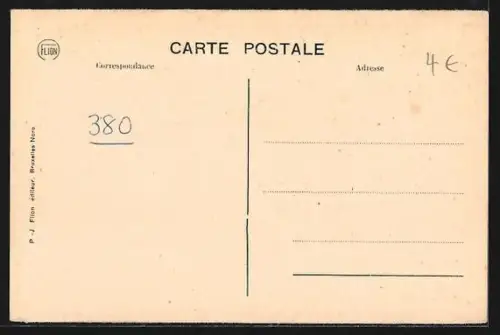 FLION
CARTE POSTALE
Correspondance
Adresse
4 €
380
P.-J. Flion éditeur, Bruxelles Nord